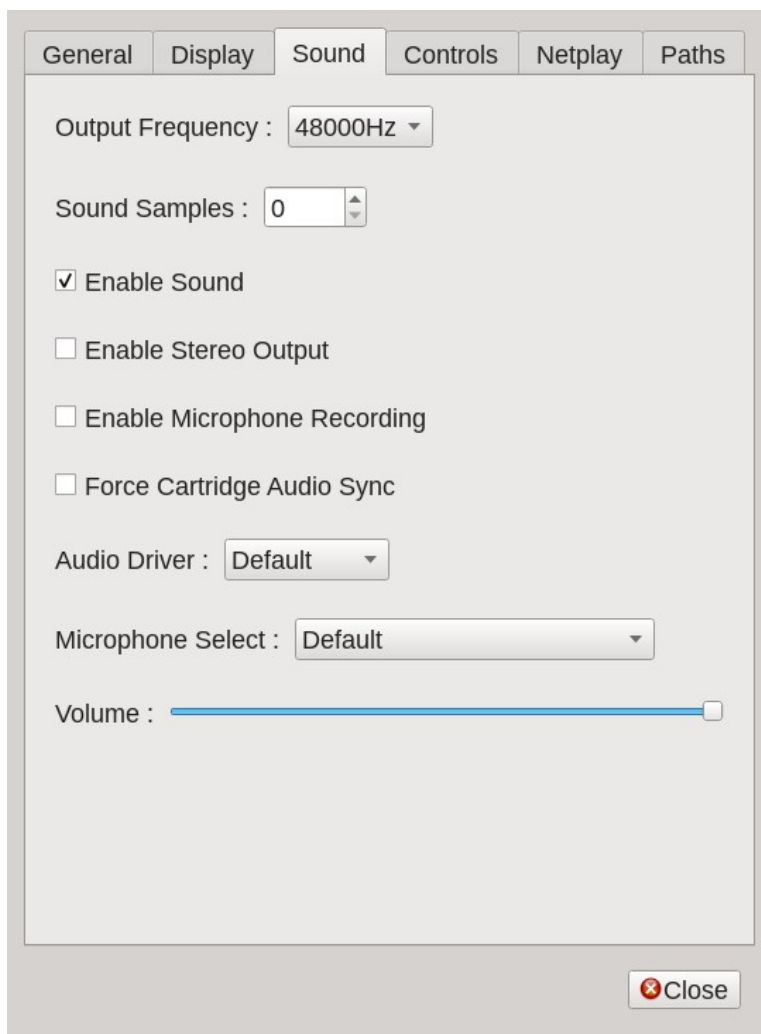 General Display Sound Controls Netplay Paths
Output Frequency : 48000Hz
Sound Samples : 0
Enable Sound
Enable Stereo Output
Enable Microphone Recording
Force Cartridge Audio Sync
Audio Driver : Default
Microphone Select : Default
Volume :
Close